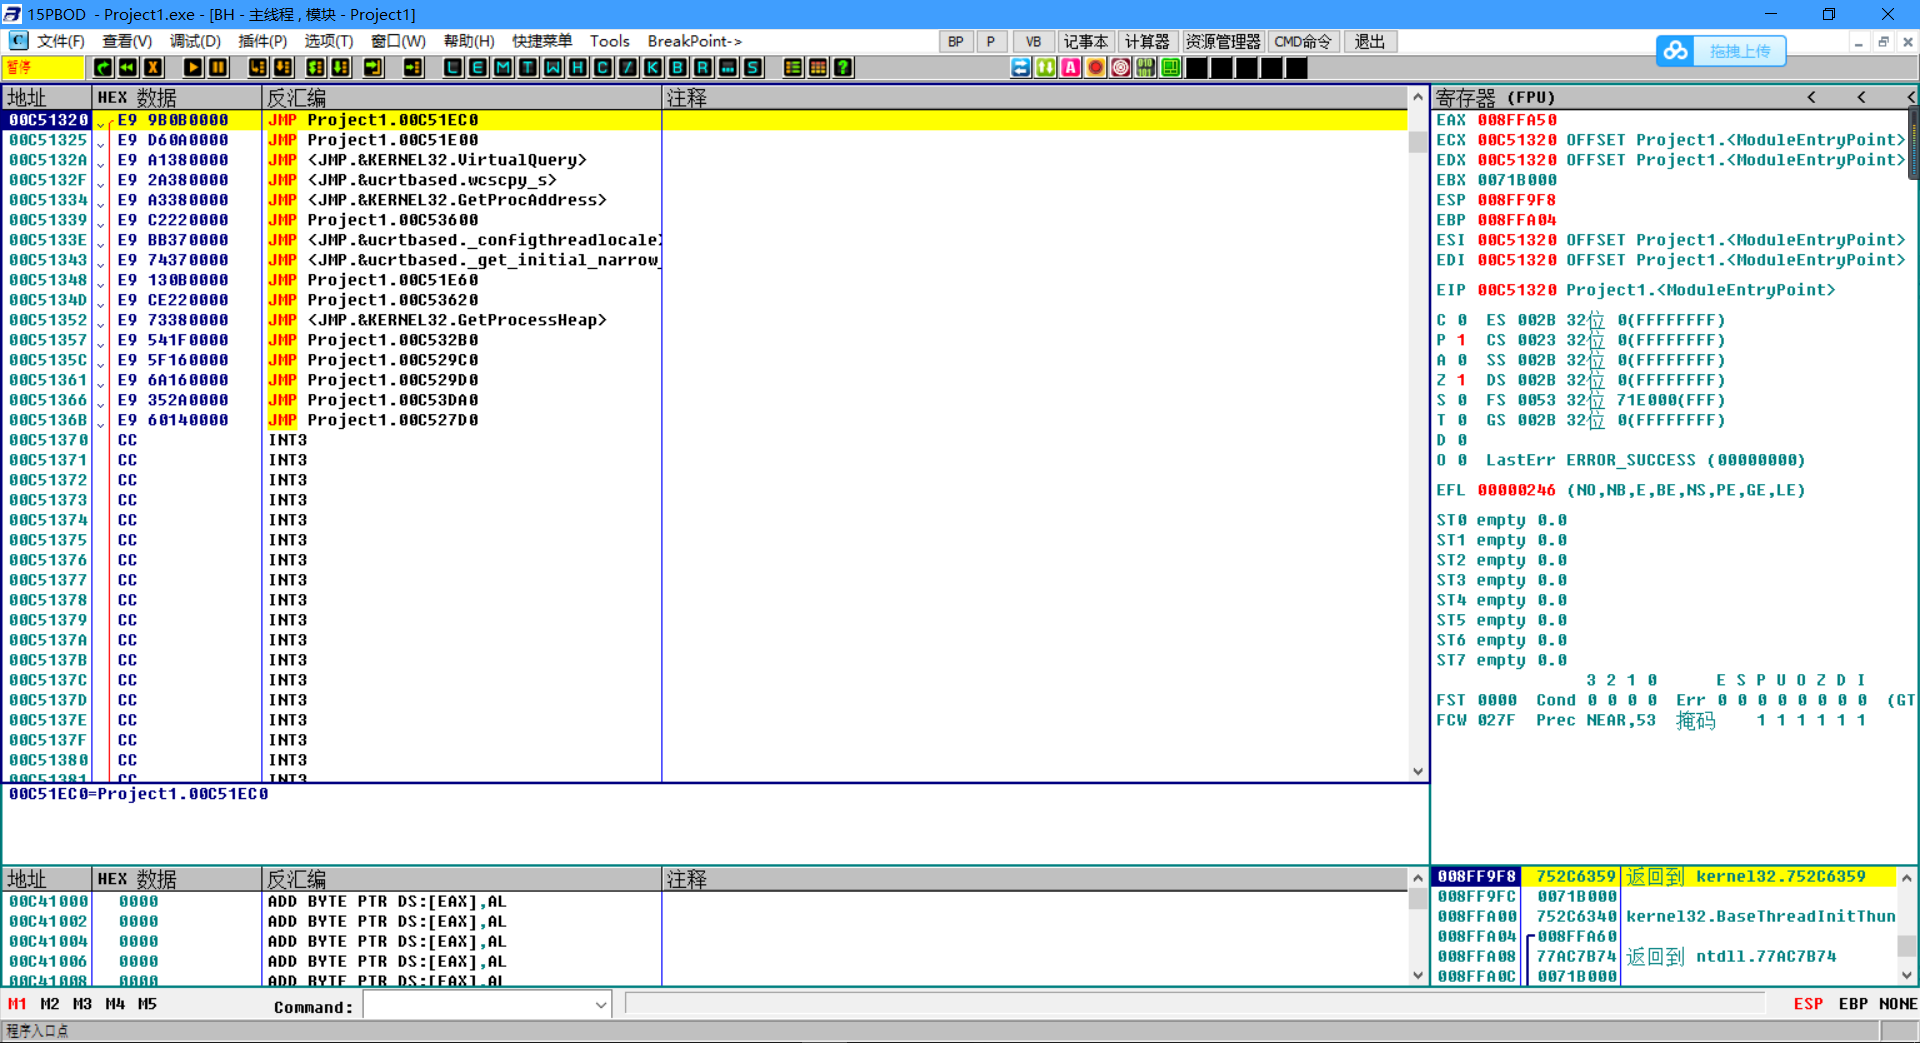 15PBOD - Project1.exe - [BH - 主线程, 模块 - Project1]
文件(F) 查看(V) 调试(D) 插件(P) 选项(T) 窗口(W) 帮助(H) 快捷菜单 Tools BreakPoint-> BP P VB 记事本 计算器 资源管理器 CMD命令 退出 拖拽上传
暂停 L E M T W H C / K B R ... S ?
地址 HEX 数据 反汇编 注释
00C51320 E9 9B0B0000 JMP Project1.00C51EC0
00C51325 E9 D60A0000 JMP Project1.00C51E00
00C5132A E9 A1380000 JMP <JMP.&KERNEL32.VirtualQuery>
00C5132F E9 2A380000 JMP <JMP.&ucrtbased.wcscpy_s>
00C51334 E9 A3380000 JMP <JMP.&KERNEL32.GetProcAddress>
00C51339 E9 C2220000 JMP Project1.00C53600
00C5133E E9 BB370000 JMP <JMP.&ucrtbased._configthreadlocale>
00C51343 E9 74370000 JMP <JMP.&ucrtbased._get_initial_narrow_
00C51348 E9 130B0000 JMP Project1.00C51E60
00C5134D E9 CE220000 JMP Project1.00C53620
00C51352 E9 73380000 JMP <JMP.&KERNEL32.GetProcessHeap>
00C51357 E9 541F0000 JMP Project1.00C532B0
00C5135C E9 5F160000 JMP Project1.00C529C0
00C51361 E9 6A160000 JMP Project1.00C529D0
00C51366 E9 352A0000 JMP Project1.00C53DA0
00C5136B E9 60140000 JMP Project1.00C527D0
00C51370 CC INT3
00C51371 CC INT3
00C51372 CC INT3
00C51373 CC INT3
00C51374 CC INT3
00C51375 CC INT3
00C51376 CC INT3
00C51377 CC INT3
00C51378 CC INT3
00C51379 CC INT3
00C5137A CC INT3
00C5137B CC INT3
00C5137C CC INT3
00C5137D CC INT3
00C5137E CC INT3
00C5137F CC INT3
00C51380 CC INT3
00C51381 CC INT3
00C51EC0=Project1.00C51EC0
寄存器 (FPU) < < <
EAX 008FFA50
ECX 00C51320 OFFSET Project1.<ModuleEntryPoint>
EDX 00C51320 OFFSET Project1.<ModuleEntryPoint>
EBX 0071B000
ESP 008FF9F8
EBP 008FFA04
ESI 00C51320 OFFSET Project1.<ModuleEntryPoint>
EDI 00C51320 OFFSET Project1.<ModuleEntryPoint>
EIP 00C51320 Project1.<ModuleEntryPoint>
C 0 ES 002B 32位 0(FFFFFFFF)
P 1 CS 0023 32位 0(FFFFFFFF)
A 0 SS 002B 32位 0(FFFFFFFF)
Z 1 DS 002B 32位 0(FFFFFFFF)
S 0 FS 0053 32位 71E000(FFF)
T 0 GS 002B 32位 0(FFFFFFFF)
D 0
O 0 LastErr ERROR_SUCCESS (00000000)
EFL 00000246 (NO,NB,E,BE,NS,PE,GE,LE)
ST0 empty 0.0
ST1 empty 0.0
ST2 empty 0.0
ST3 empty 0.0
ST4 empty 0.0
ST5 empty 0.0
ST6 empty 0.0
ST7 empty 0.0
3 2 1 0 E S P U O Z D I
FST 0000 Cond 0 0 0 0 Err 0 0 0 0 0 0 0 0 (GT
FCW 027F Prec NEAR,53 掩码 1 1 1 1 1 1
地址 HEX 数据 反汇编 注释
00C41000 0000 ADD BYTE PTR DS:[EAX],AL
00C41002 0000 ADD BYTE PTR DS:[EAX],AL
00C41004 0000 ADD BYTE PTR DS:[EAX],AL
00C41006 0000 ADD BYTE PTR DS:[EAX],AL
00C41008 0000 ADD BYTE PTR DS:[EAX],AL
008FF9F8 752C6359 返回到 kernel32.752C6359
008FF9FC 0071B000
008FFA00 752C6340 kernel32.BaseThreadInitThun
008FFA04 008FFA60
008FFA08 77AC7B74 返回到 ntdll.77AC7B74
008FFA0C 0071B000
M1 M2 M3 M4 M5 Command: ESP EBP NONE
程序入口点